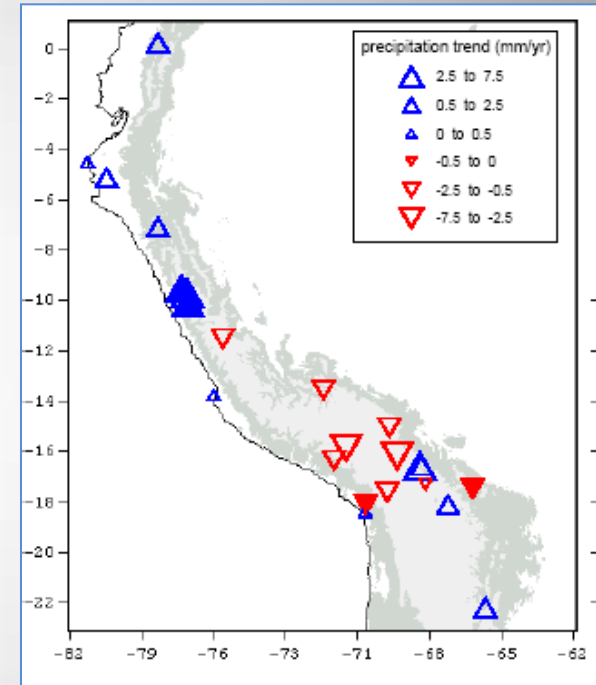 precipitation trend (mm/yr)
2.5 to 7.5
0.5 to 2.5
0 to 0.5
-0.5 to 0
-2.5 to -0.5
-7.5 to -2.5
0
-2
-4
-6
-8
-10
-12
-14
-16
-18
-20
-22
-82 -79 -76 -73 -71 -68 -65 -62